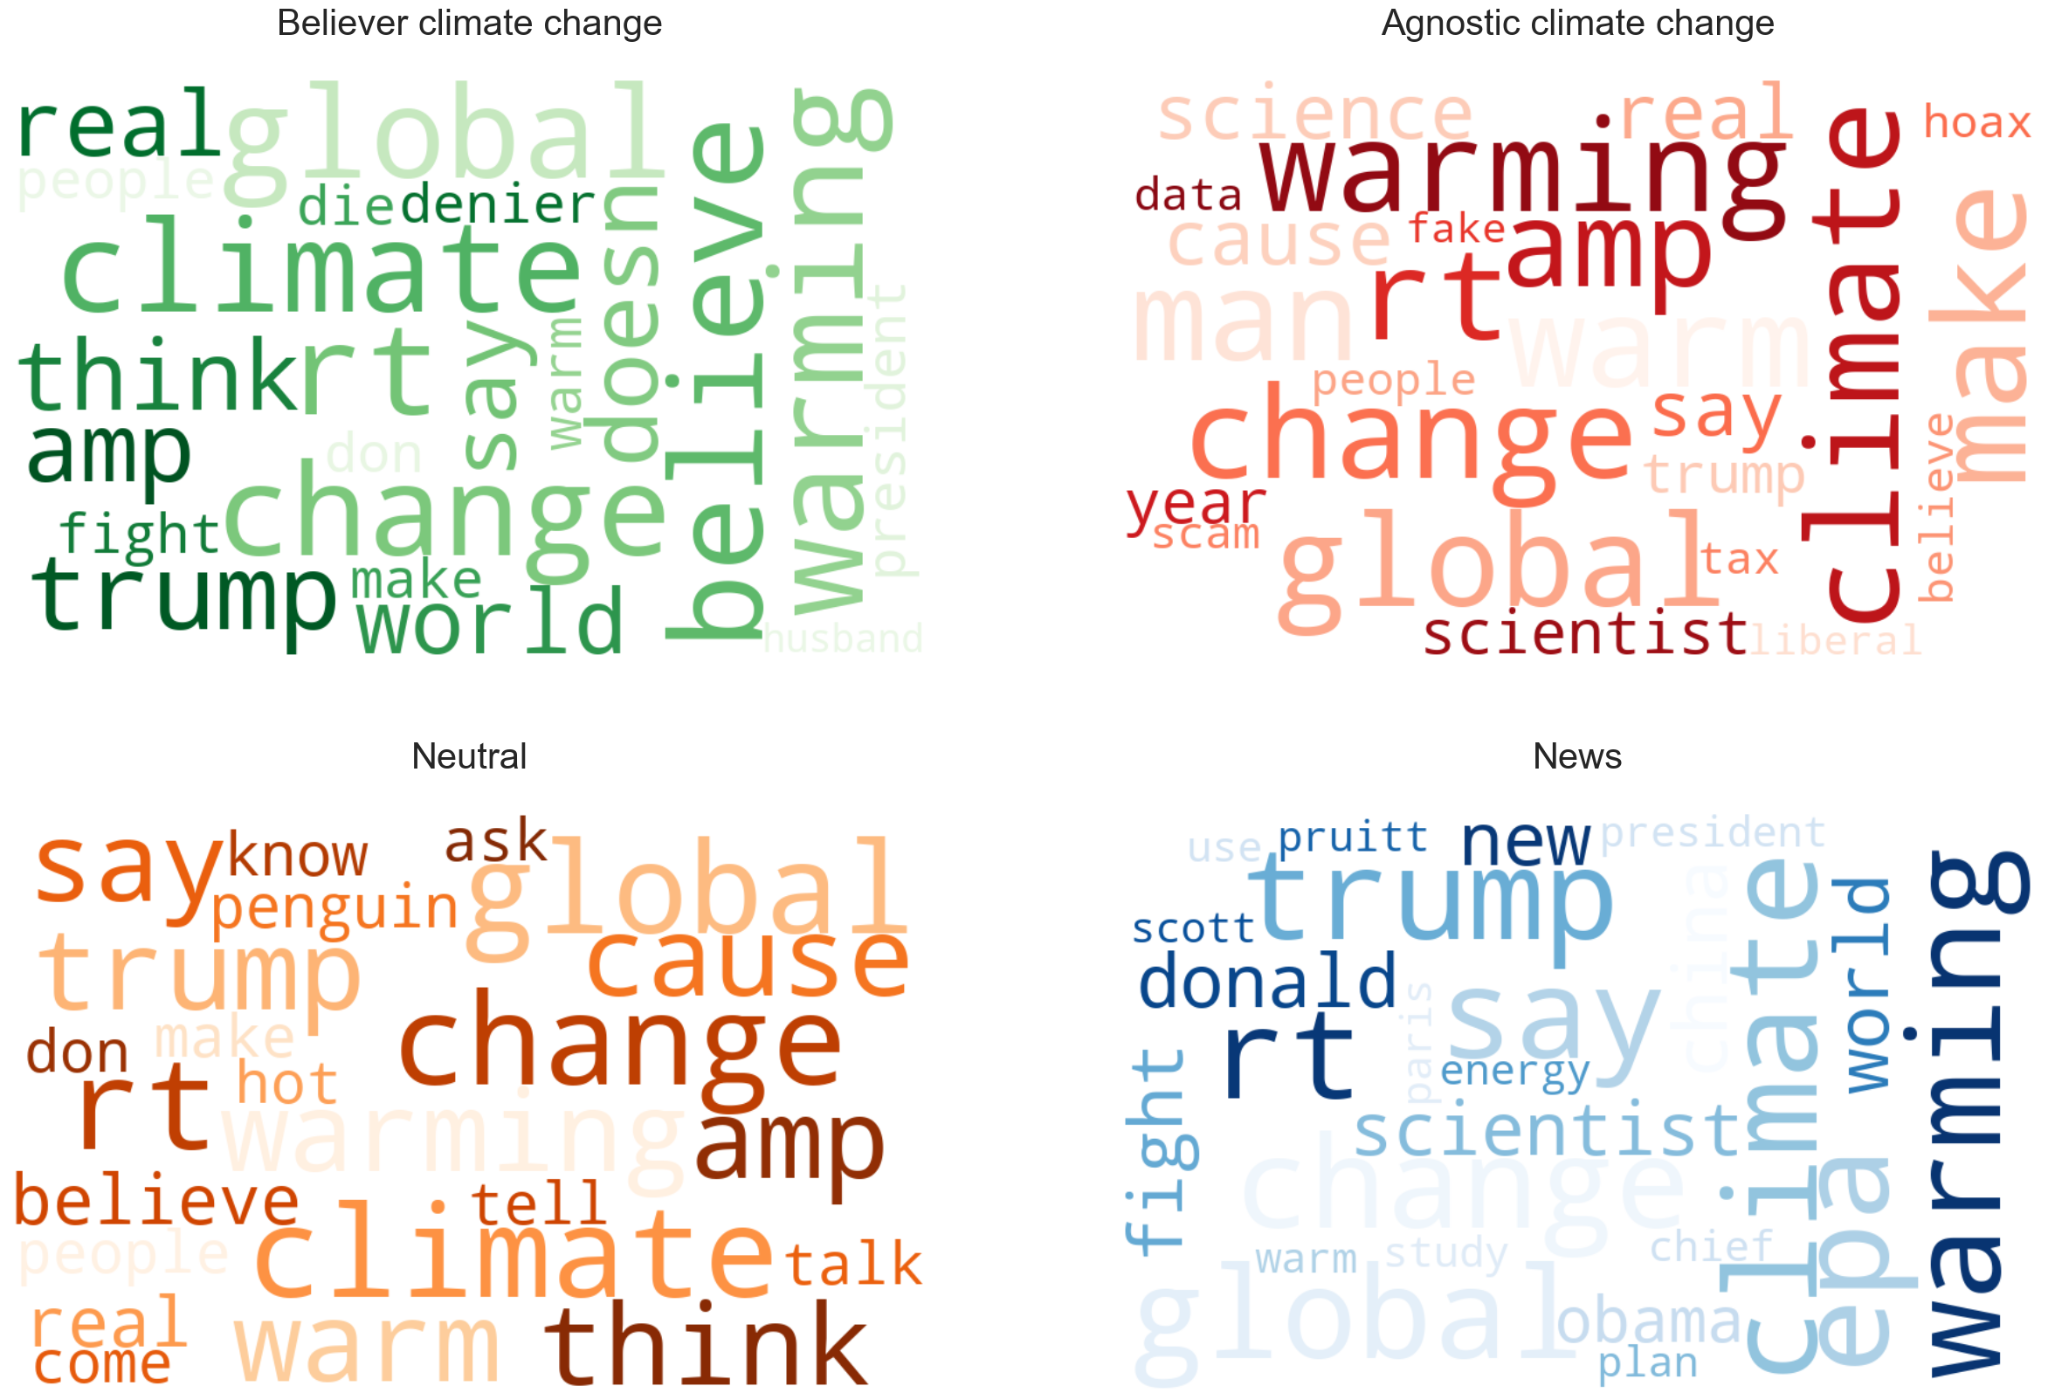 Believer climate change
real
global
people
die
denier
climate
doesn
believe
warming
think
rt
say
warm
president
amp
don
change
fight
trump
make
world
husband
Agnostic climate change
science
real
hoax
warming
climate
data
cause
fake
amp
make
man
rt
warm
people
change
say
trump
believe
year
scam
global
tax
scientist
liberal
Neutral
say
know
ask
global
penguin
trump
cause
change
don
make
rt
hot
warming
amp
believe
tell
people
climate
talk
real
warm
think
come
News
use
pruitt
new
president
trump
china
climate
world
warming
scott
donald
paris
say
rt
energy
fight
scientist
change
epa
warm
study
chief
global
obama
plan